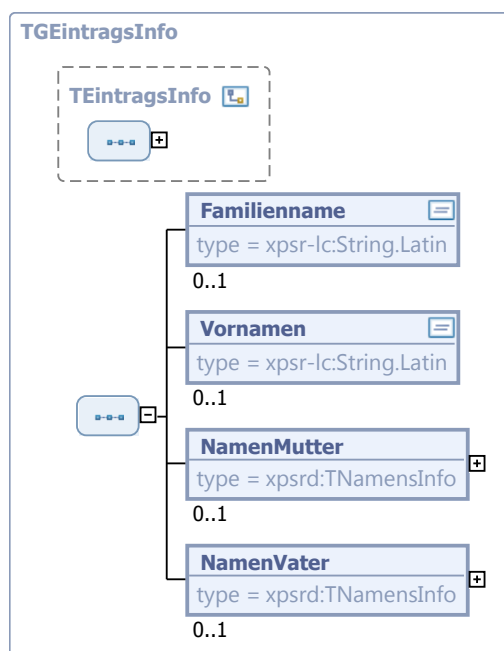 TGEintragsInfo
TEintragsInfo
Familienname
type = xpsr-lc:String.Latin
0..1
Vornamen
type = xpsr-lc:String.Latin
0..1
NamenMutter
type = xpsrd:TNamensInfo
0..1
NamenVater
type = xpsrd:TNamensInfo
0..1